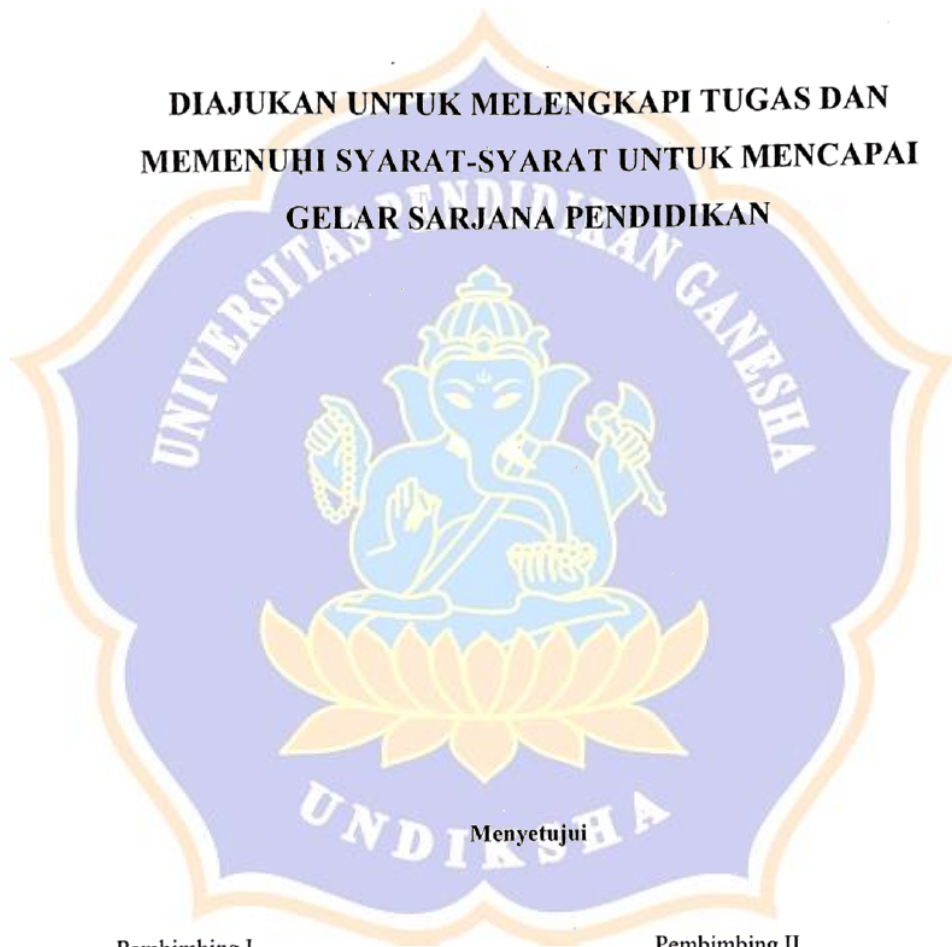 DIAJUKAN UNTUK MELENGKAPI TUGAS DAN
MEMENUHI SYARAT-SYARAT UNTUK MENCAPAI
GELAR SARJANA PENDIDIKAN
UNIVERSITAS PENDIDIKAN GANESHA
UNDIKSHA
Menyetujui
Pembimbing I
Pembimbing II